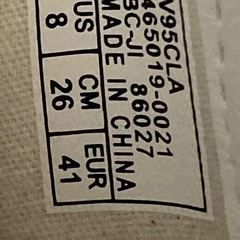 V95CLA
465019-0021
BC-JI 86027
MADE IN CHINA
US CM EUR
8 26 41